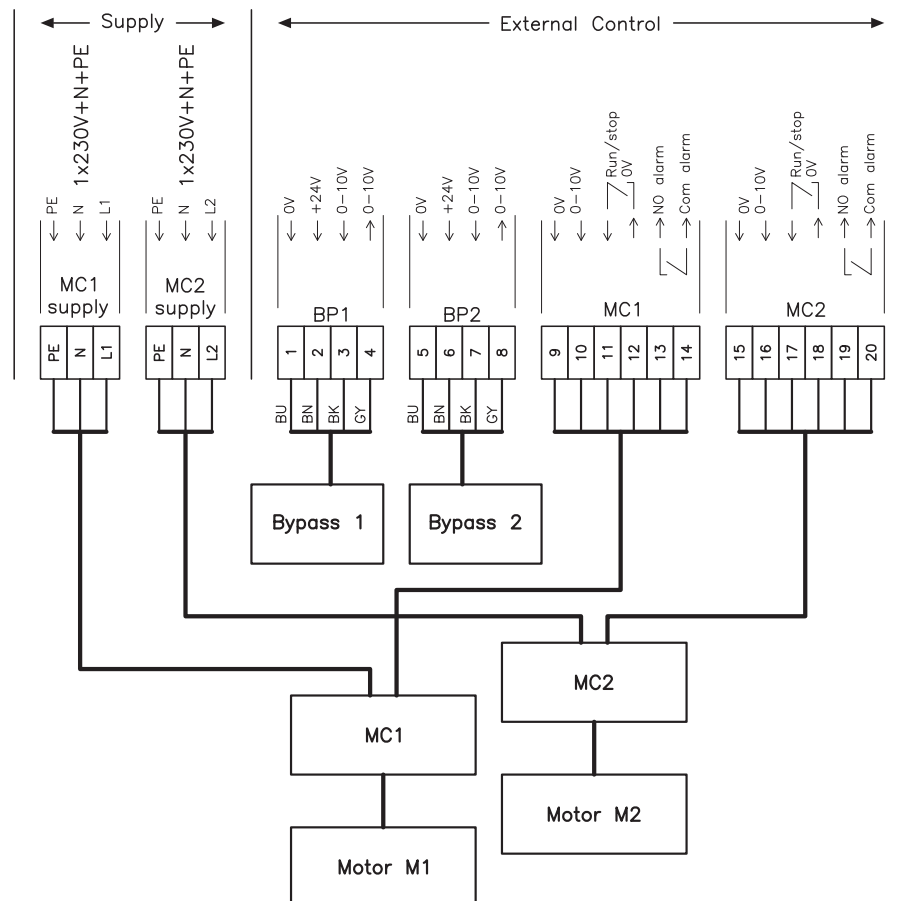 Supply
External Control
1x230V+N+PE
1x230V+N+PE
PE
N
L1
PE
N
L2
0V
+24V
0-10V
0-10V
0V
+24V
0-10V
0-10V
0V
0-10V
Run/stop
0V
NO alarm
Com alarm
0V
0-10V
Run/stop
0V
NO alarm
Com alarm
MC1
supply
MC2
supply
BP1
BP2
MC1
MC2
PE
N
L1
PE
N
L2
1
2
3
4
5
6
7
8
9
10
11
12
13
14
15
16
17
18
19
20
BU
BN
BK
GY
BU
BN
BK
GY
Bypass 1
Bypass 2
MC2
MC1
Motor M2
Motor M1